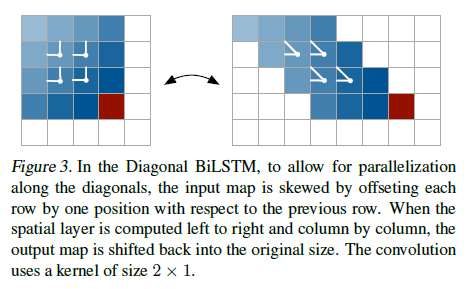 Figure 3. In the Diagonal BiLSTM, to allow for parallelization
along the diagonals, the input map is skewed by offseting each
row by one position with respect to the previous row. When the
spatial layer is computed left to right and column by column, the
output map is shifted back into the original size. The convolution
uses a kernel of size 2 × 1.